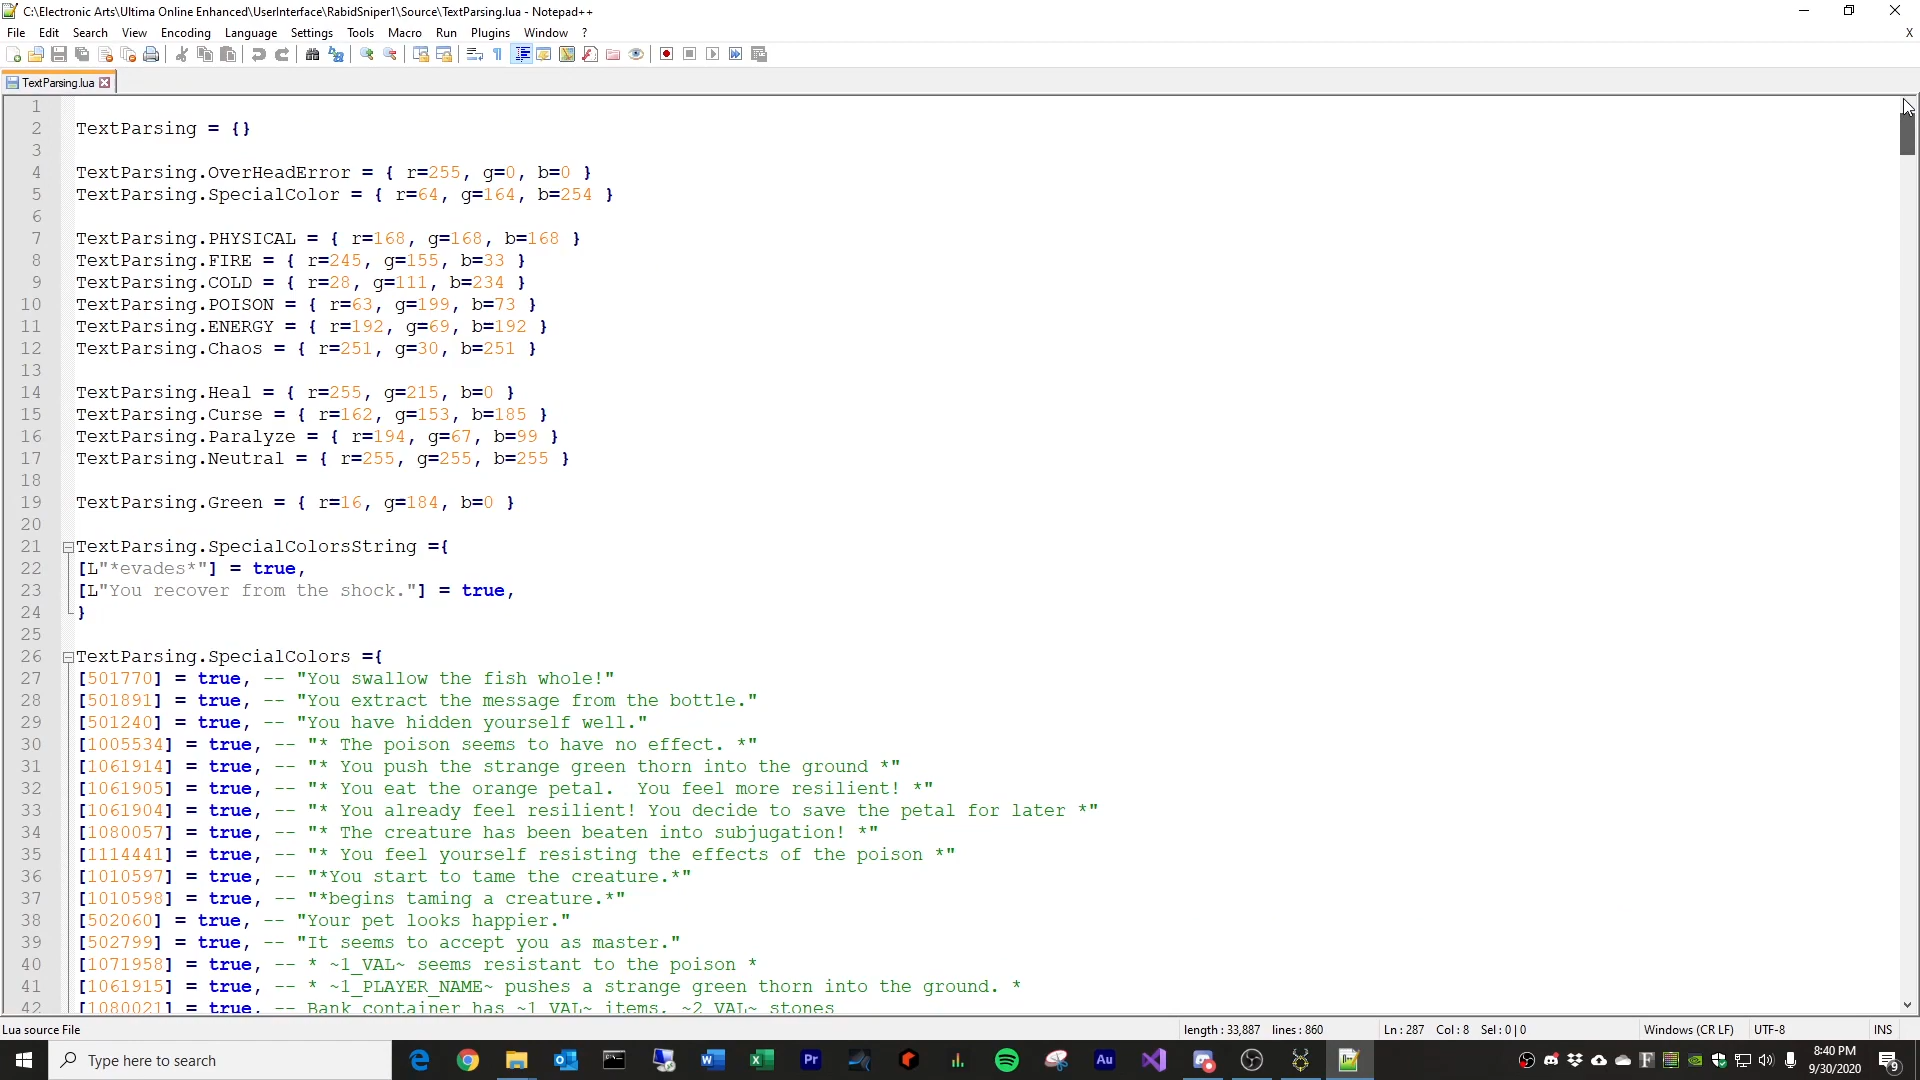 C:\Electronic Arts\Ultima Online Enhanced\UserInterface\RabidSniper1\Source\TextParsing.lua - Notepad++
File Edit Search View Encoding Language Settings Tools Macro Run Plugins Window ? X
TextParsing.lua
1
2 TextParsing = {}
3
4 TextParsing.OverHeadError = { r=255, g=0, b=0 }
5 TextParsing.SpecialColor = { r=64, g=164, b=254 }
6
7 TextParsing.PHYSICAL = { r=168, g=168, b=168 }
8 TextParsing.FIRE = { r=245, g=155, b=33 }
9 TextParsing.COLD = { r=28, g=111, b=234 }
10 TextParsing.POISON = { r=63, g=199, b=73 }
11 TextParsing.ENERGY = { r=192, g=69, b=192 }
12 TextParsing.Chaos = { r=251, g=30, b=251 }
13
14 TextParsing.Heal = { r=255, g=215, b=0 }
15 TextParsing.Curse = { r=162, g=153, b=185 }
16 TextParsing.Paralyze = { r=194, g=67, b=99 }
17 TextParsing.Neutral = { r=255, g=255, b=255 }
18
19 TextParsing.Green = { r=16, g=184, b=0 }
20
21 TextParsing.SpecialColorsString ={
22 [L"*evades*"] = true,
23 [L"You recover from the shock."] = true,
24 }
25
26 TextParsing.SpecialColors ={
27 [501770] = true, -- "You swallow the fish whole!"
28 [501891] = true, -- "You extract the message from the bottle."
29 [501240] = true, -- "You have hidden yourself well."
30 [1005534] = true, -- "* The poison seems to have no effect. *"
31 [1061914] = true, -- "* You push the strange green thorn into the ground *"
32 [1061905] = true, -- "* You eat the orange petal.  You feel more resilient! *"
33 [1061904] = true, -- "* You already feel resilient! You decide to save the petal for later *"
34 [1080057] = true, -- "* The creature has been beaten into subjugation! *"
35 [1114441] = true, -- "* You feel yourself resisting the effects of the poison *"
36 [1010597] = true, -- "*You start to tame the creature.*"
37 [1010598] = true, -- "*begins taming a creature.*"
38 [502060] = true, -- "Your pet looks happier."
39 [502799] = true, -- "It seems to accept you as master."
40 [1071958] = true, -- * ~1_VAL~ seems resistant to the poison *
41 [1061915] = true, -- * ~1_PLAYER_NAME~ pushes a strange green thorn into the ground. *
42 [1080021] = true, -- Bank container has ~1_VAL~ items, ~2_VAL~ stones
Lua source File length : 33,887 lines : 860 Ln : 287 Col : 8 Sel : 0 | 0 Windows (CR LF) UTF-8 INS
Type here to search
Pr
Au
8:40 PM
9/30/2020
9